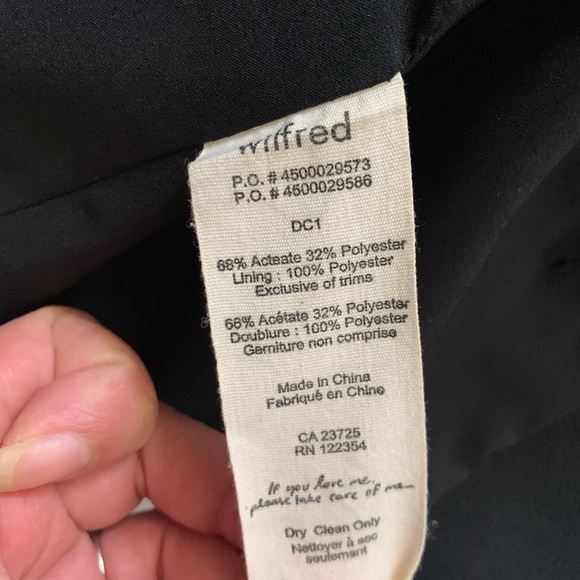 wilfred
P.O. # 4500029573
P.O. # 4500029586
DC1
68% Acteate 32% Polyester
Lining : 100% Polyester
Exclusive of trims
68% Acétate 32% Polyester
Doublure : 100% Polyester
Garniture non comprise
Made in China
Fabriqué en Chine
CA 23725
RN 122354
If you love me,
please take care of me...
Dry Clean Only
Nettoyer à sec
seulement